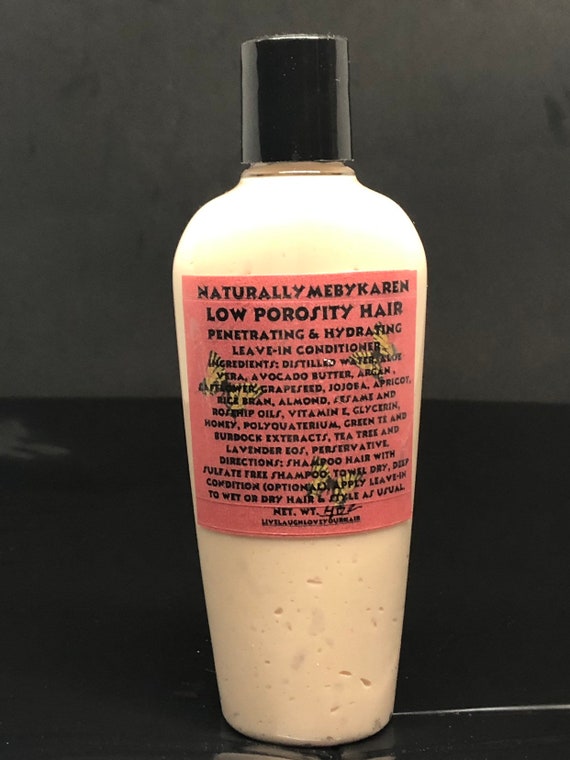 NATURALLYMEBYKAREN
LOW POROSITY HAIR
PENETRATING & HYDRATING
LEAVE-IN CONDITIONER
INGREDIENTS: DISTILLED WATER, ALOE
VERA, AVOCADO BUTTER, ARGAN,
SAFFLOWER, GRAPESEED, JOJOBA, APRICOT,
RICE BRAN, ALMOND, SESAME AND
ROSEHIP OILS, VITAMIN E, GLYCERIN,
HONEY, POLYQUATERIUM, GREEN TE AND
BURDOCK EXTERACTS, TEA TREE AND
LAVENDER EOS, PERSERVATIVE.
DIRECTIONS: SHAMPOO HAIR WITH
SULFATE FREE SHAMPOO, TOWEL DRY, DEEP
CONDITION (OPTIONAL), APPLY LEAVE-IN
TO WET OR DRY HAIR & STYLE AS USUAL.
NET. WT.
LIVELAUGHLOVEYOURHAIR